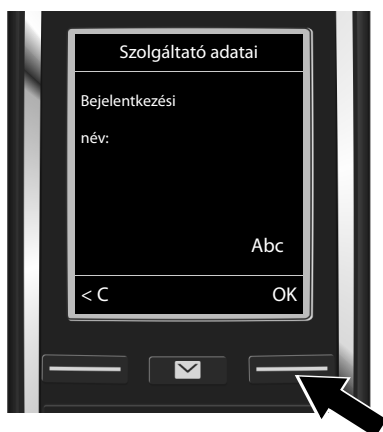 Szolgáltató adatai
Bejelentkezési
név:
Abc
< C
OK